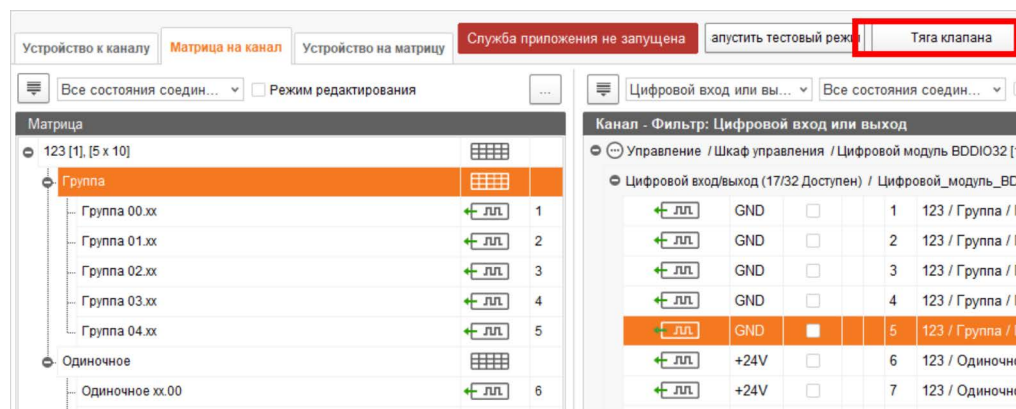 Устройство к каналу Матрица на канал Устройство на матрицу Служба приложения не запущена апустить тестовый режи Тяга клапана
Все состояния соедин... Режим редактирования ... Цифровой вход или вы... Все состояния соедин...
Матрица
123 [1], [5 x 10]
Группа
Группа 00.xx 1
Группа 01.xx 2
Группа 02.xx 3
Группа 03.xx 4
Группа 04.xx 5
Одиночное
Одиночное xx.00 6
Канал - Фильтр: Цифровой вход или выход
Управление / Шкаф управления / Цифровой модуль BDDIO32 [
Цифровой вход/выход (17/32 Доступен) / Цифровой_модуль_BD
GND 1 123 / Группа /
GND 2 123 / Группа /
GND 3 123 / Группа /
GND 4 123 / Группа /
GND 5 123 / Группа /
+24V 6 123 / Одиночн
+24V 7 123 / Одиночн